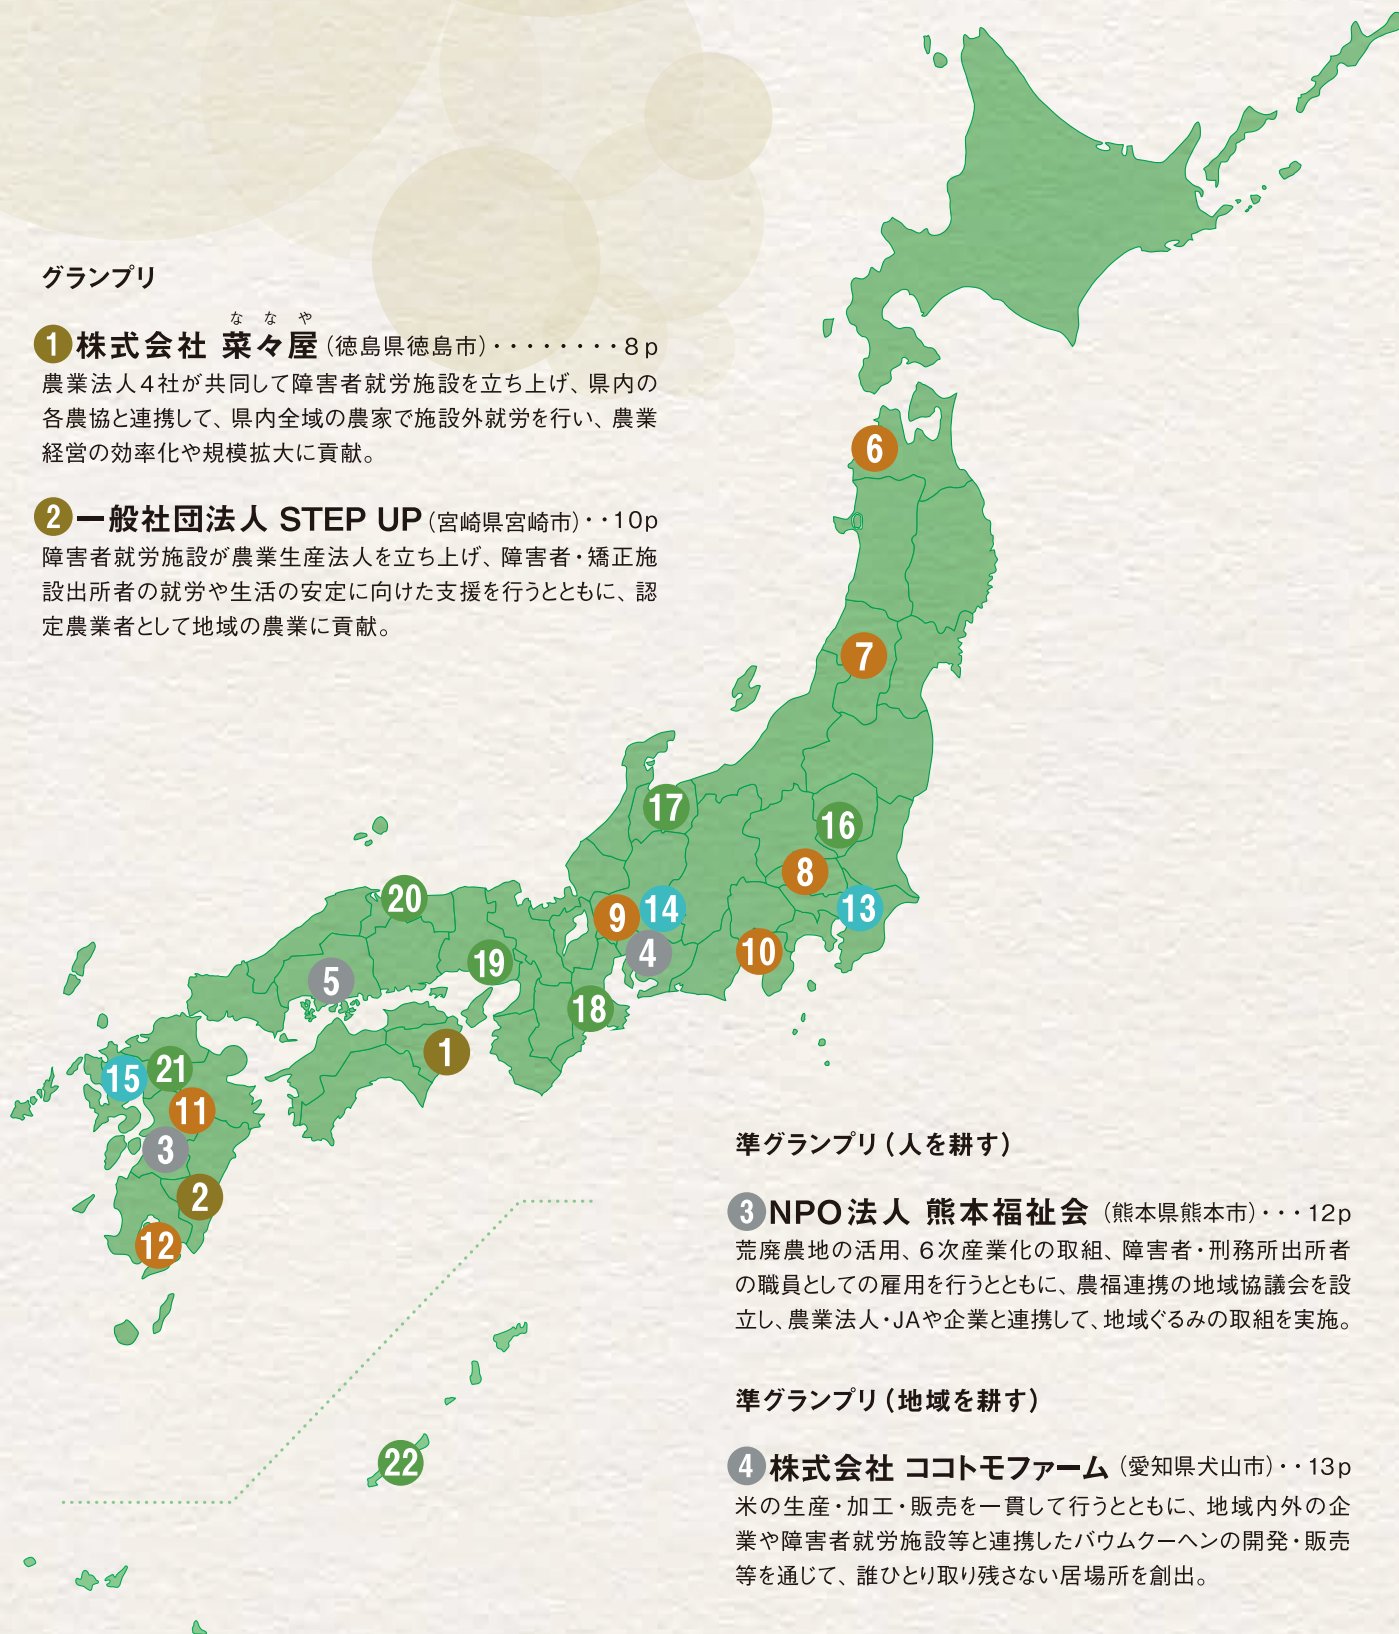 グランプリ
ななや
1 株式会社 菜々屋（徳島県徳島市）・・・・・・・・8p
農業法人4社が共同して障害者就労施設を立ち上げ、県内の
各農協と連携して、県内全域の農家で施設外就労を行い、農業
経営の効率化や規模拡大に貢献。
2 一般社団法人 STEP UP（宮崎県宮崎市）・・10p
障害者就労施設が農業生産法人を立ち上げ、障害者・矯正施
設出所者の就労や生活の安定に向けた支援を行うとともに、認
定農業者として地域の農業に貢献。
6
7
17
16
8
20
9
14
13
4
10
19
5
18
1
21
15
11
3
2
12
22
準グランプリ（人を耕す）
3 NPO法人 熊本福祉会（熊本県熊本市）・・・12p
荒廃農地の活用、6次産業化の取組、障害者・刑務所出所者
の職員としての雇用を行うとともに、農福連携の地域協議会を設
立し、農業法人・JAや企業と連携して、地域ぐるみの取組を実施。
準グランプリ（地域を耕す）
4 株式会社 ココトモファーム（愛知県犬山市）・・13p
米の生産・加工・販売を一貫して行うとともに、地域内外の企
業や障害者就労施設等と連携したバウムクーヘンの開発・販売
等を通じて、誰ひとり取り残さない居場所を創出。